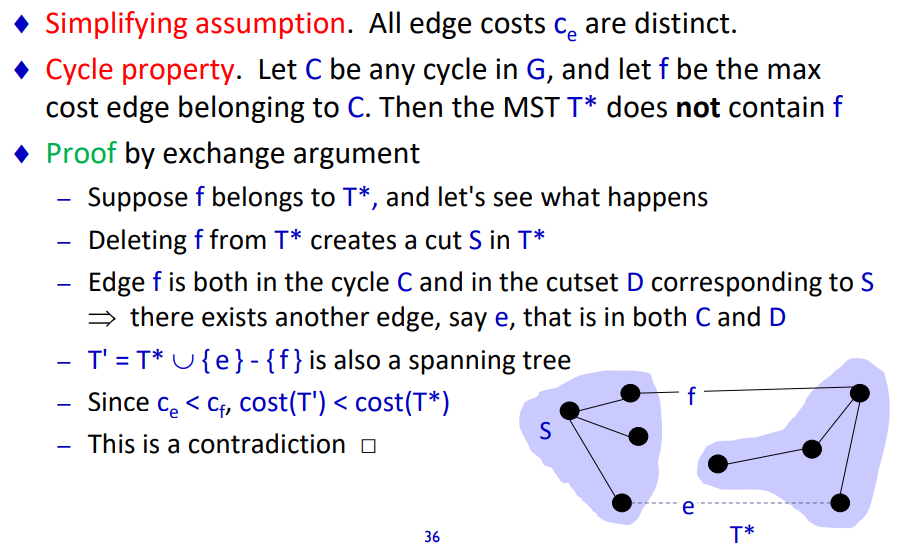 ♦ Simplifying assumption. All edge costs cₑ are distinct.
♦ Cycle property. Let C be any cycle in G, and let f be the max
cost edge belonging to C. Then the MST T* does not contain f
♦ Proof by exchange argument
– Suppose f belongs to T*, and let's see what happens
– Deleting f from T* creates a cut S in T*
– Edge f is both in the cycle C and in the cutset D corresponding to S
⇒ there exists another edge, say e, that is in both C and D
– T' = T* ∪ { e } - { f } is also a spanning tree
– Since c_e < c_f, cost(T') < cost(T*)
– This is a contradiction □
f
S
e
T*
36